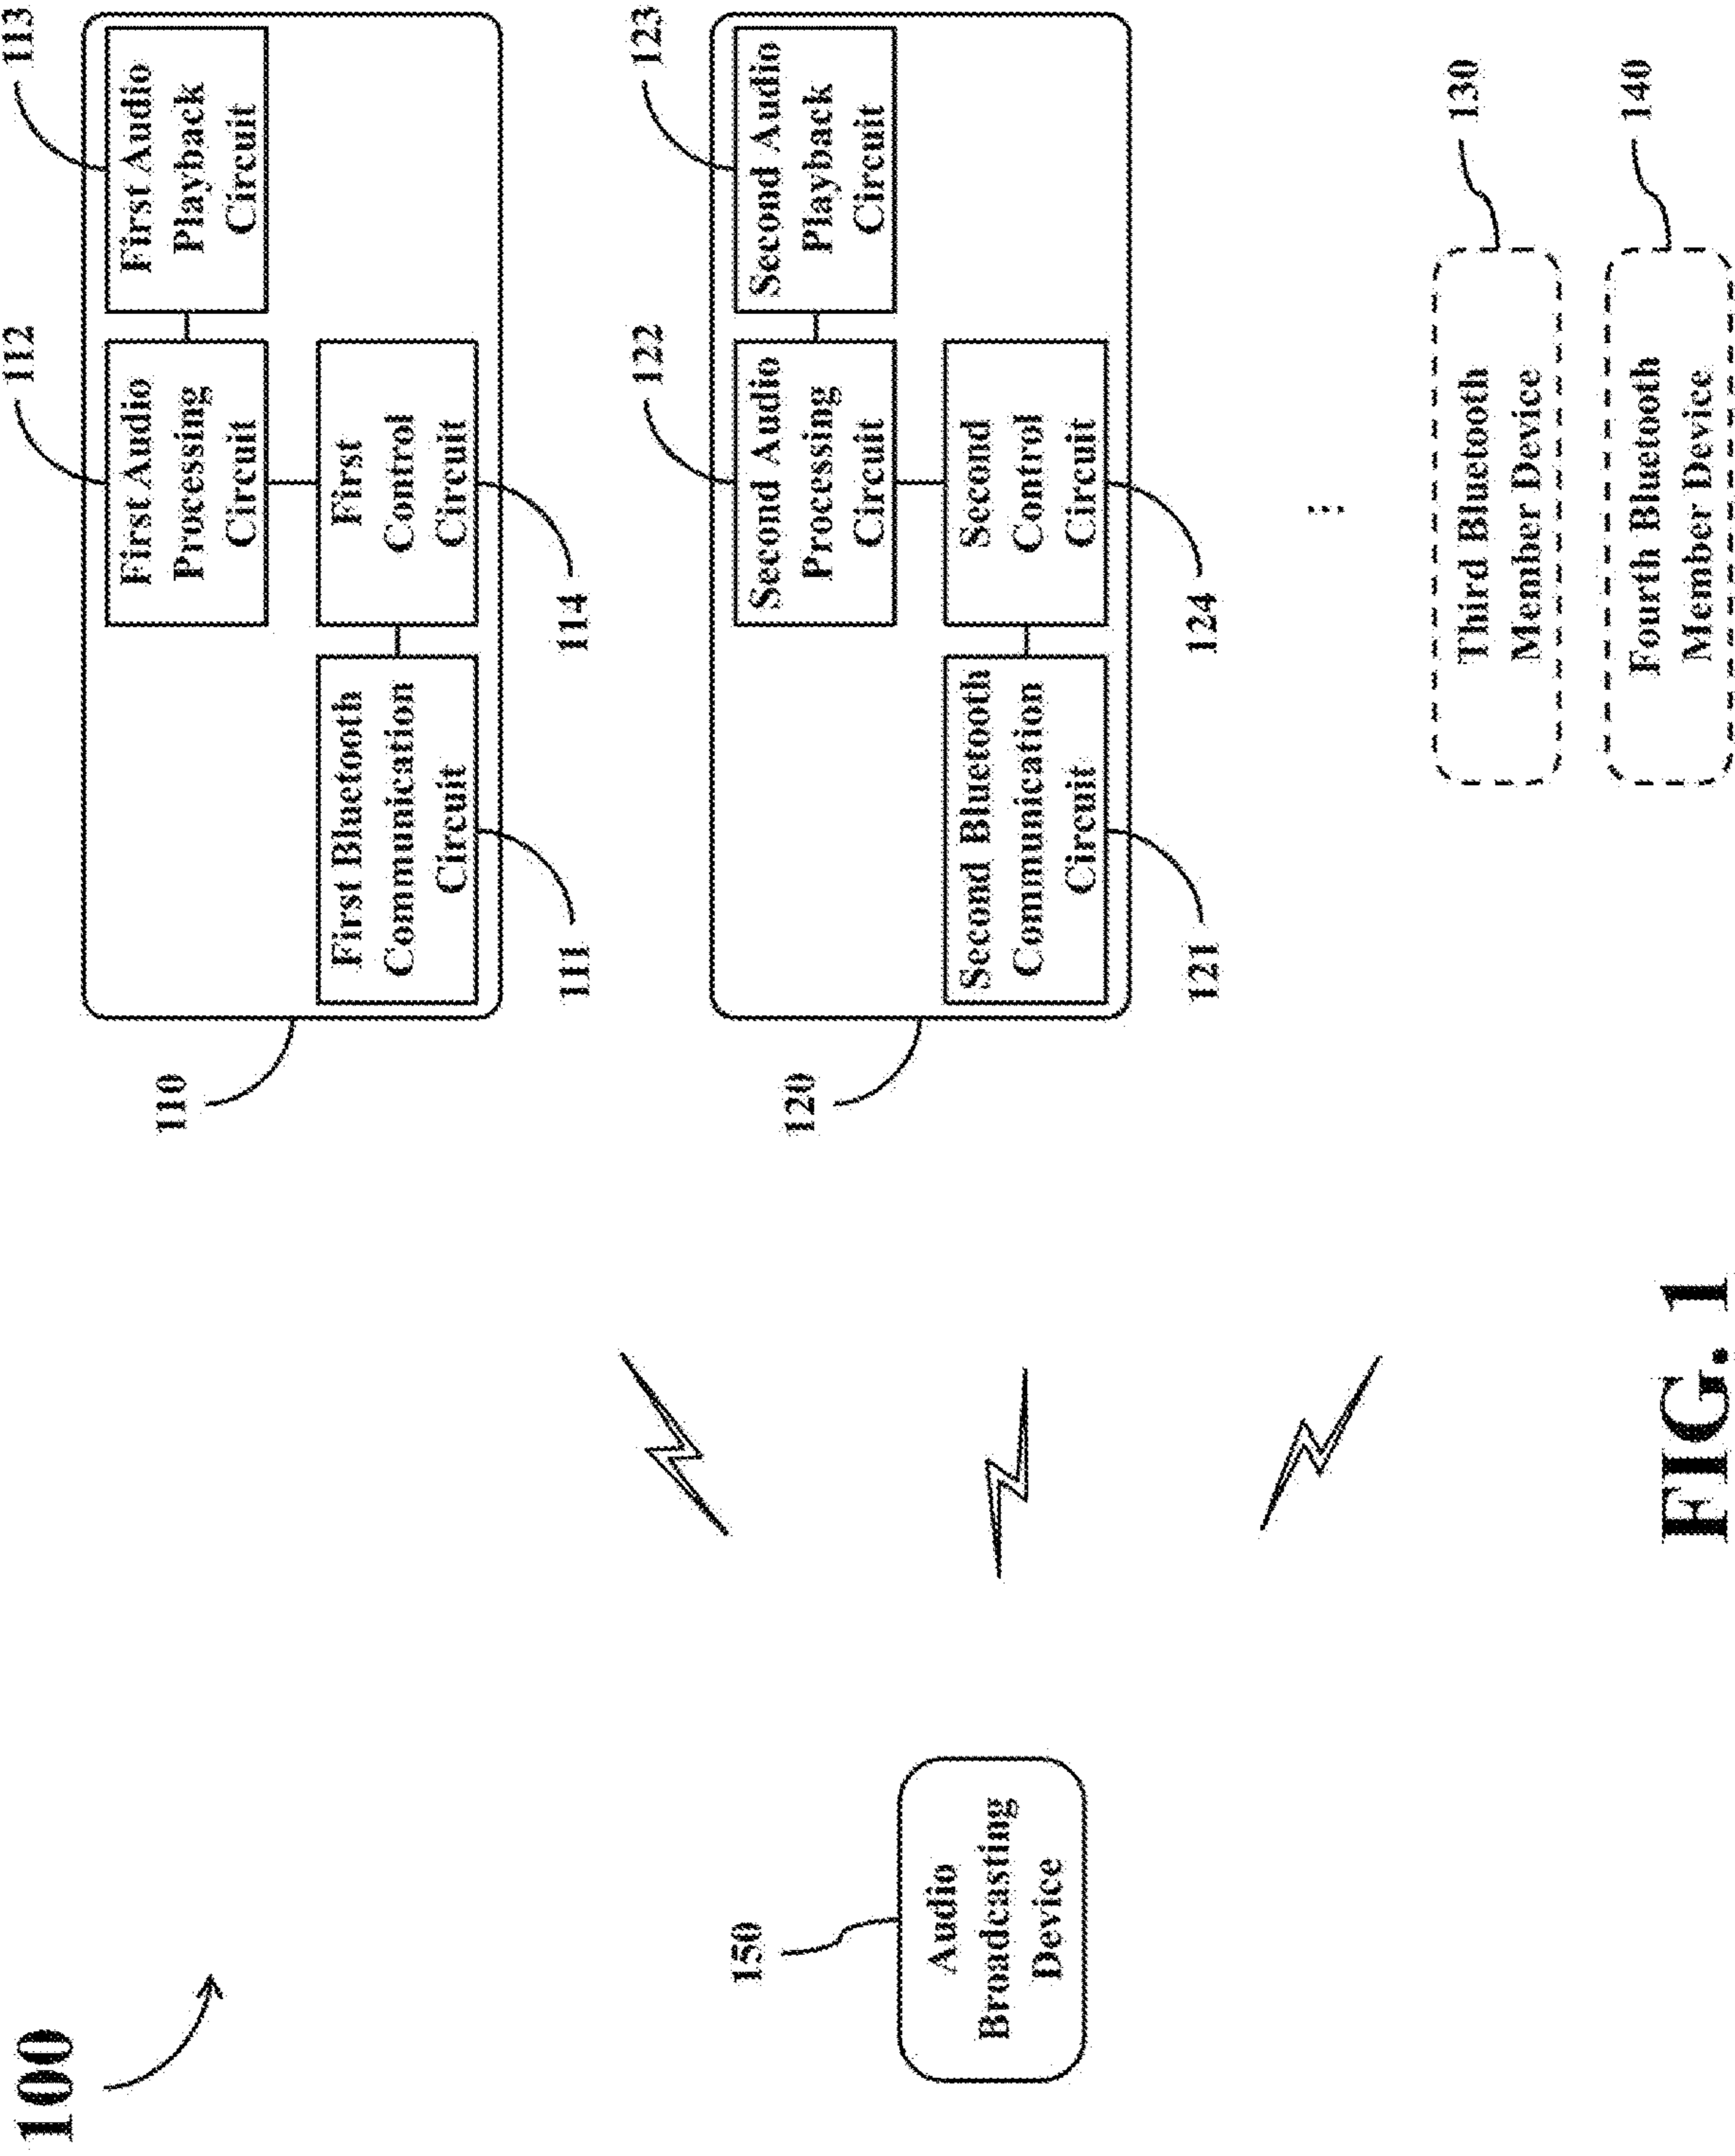 100
110
112
113
First Audio
Processing
Circuit
First Audio
Playback
Circuit
First Bluetooth
Communication
Circuit
First
Control
Circuit
111
114
120
122
123
Second Audio
Processing
Circuit
Second Audio
Playback
Circuit
150
Audio
Broadcasting
Device
Second Bluetooth
Communication
Circuit
Second
Control
Circuit
121
124
...
Third Bluetooth
Member Device
130
Fourth Bluetooth
Member Device
140
FIG. 1